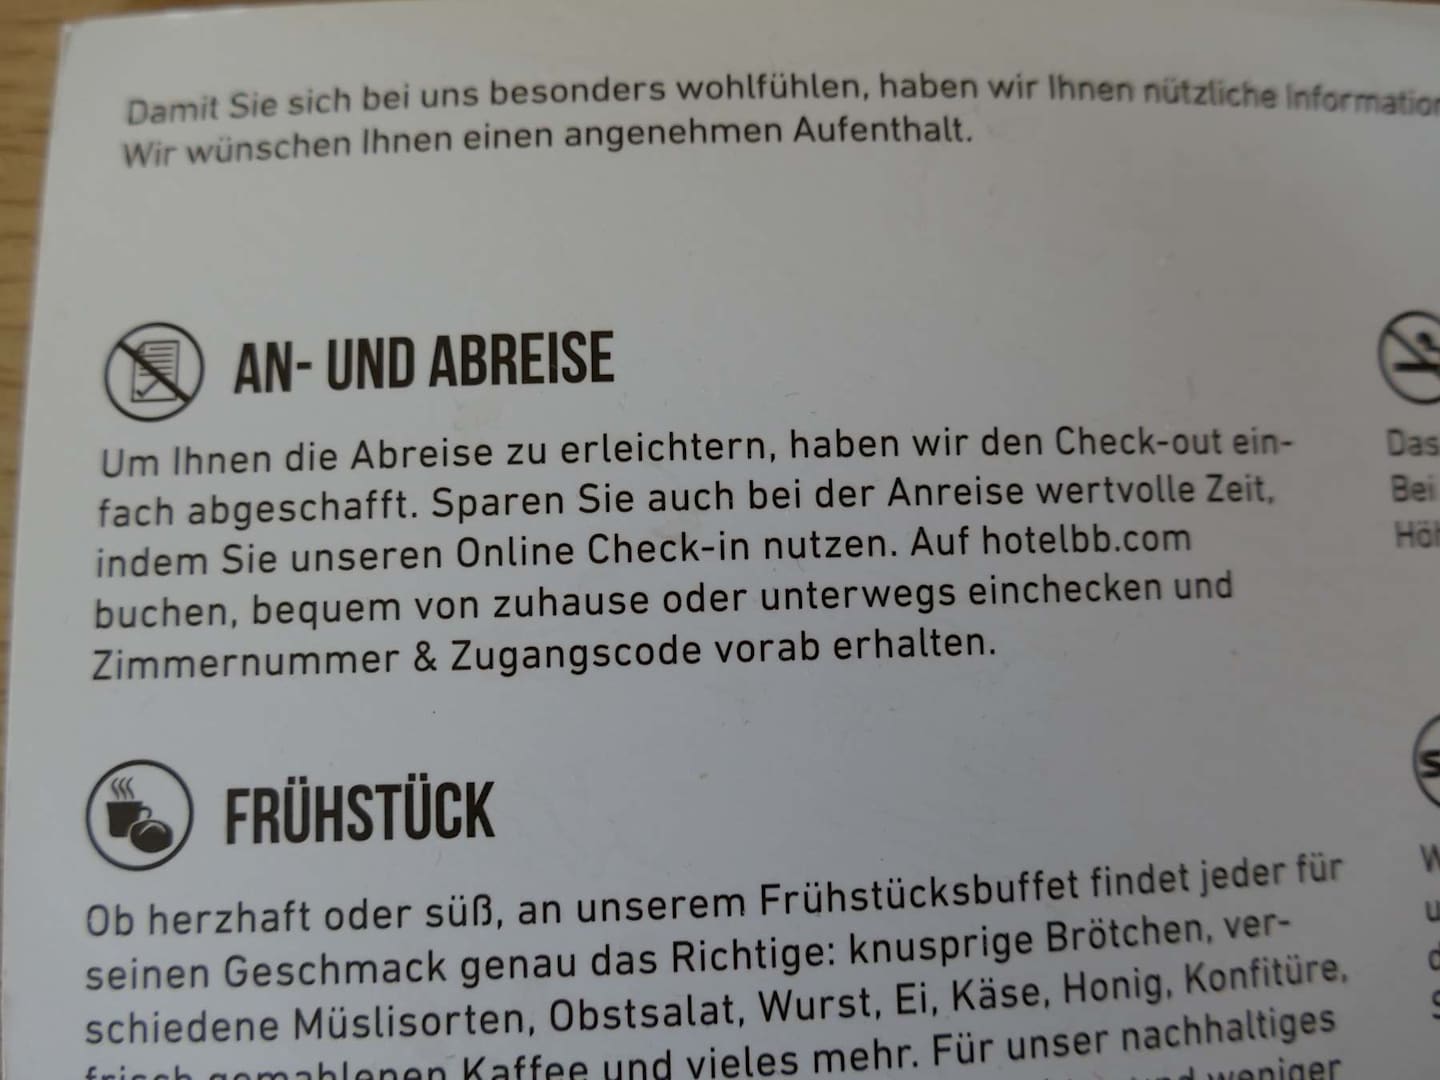 Damit Sie sich bei uns besonders wohlfühlen, haben wir Ihnen nützliche
Wir wünschen Ihnen einen angenehmen Aufenthalt.
AN- UND ABREISE
Um Ihnen die Abreise zu erleichtern, haben wir den Check-out ein-
fach abgeschafft. Sparen Sie auch bei der Anreise wertvolle Zeit,
indem Sie unseren Online Check-in nutzen. Auf hotelbb.com
buchen, bequem von zuhause oder unterwegs einchecken und
Zimmernummer & Zugangscode vorab erhalten.
FRÜHSTÜCK
Ob herzhaft oder süß, an unserem Frühstücksbuffet findet jeder für
seinen Geschmack genau das Richtige: knusprige Brötchen, ver-
schiedene Müslisorten, Obstsalat, Wurst, Ei, Käse, Honig, Konfitüre,
frisch gemahlenen Kaffee und vieles mehr. Für unser nachhaltiges
und weniger
Das
Bei